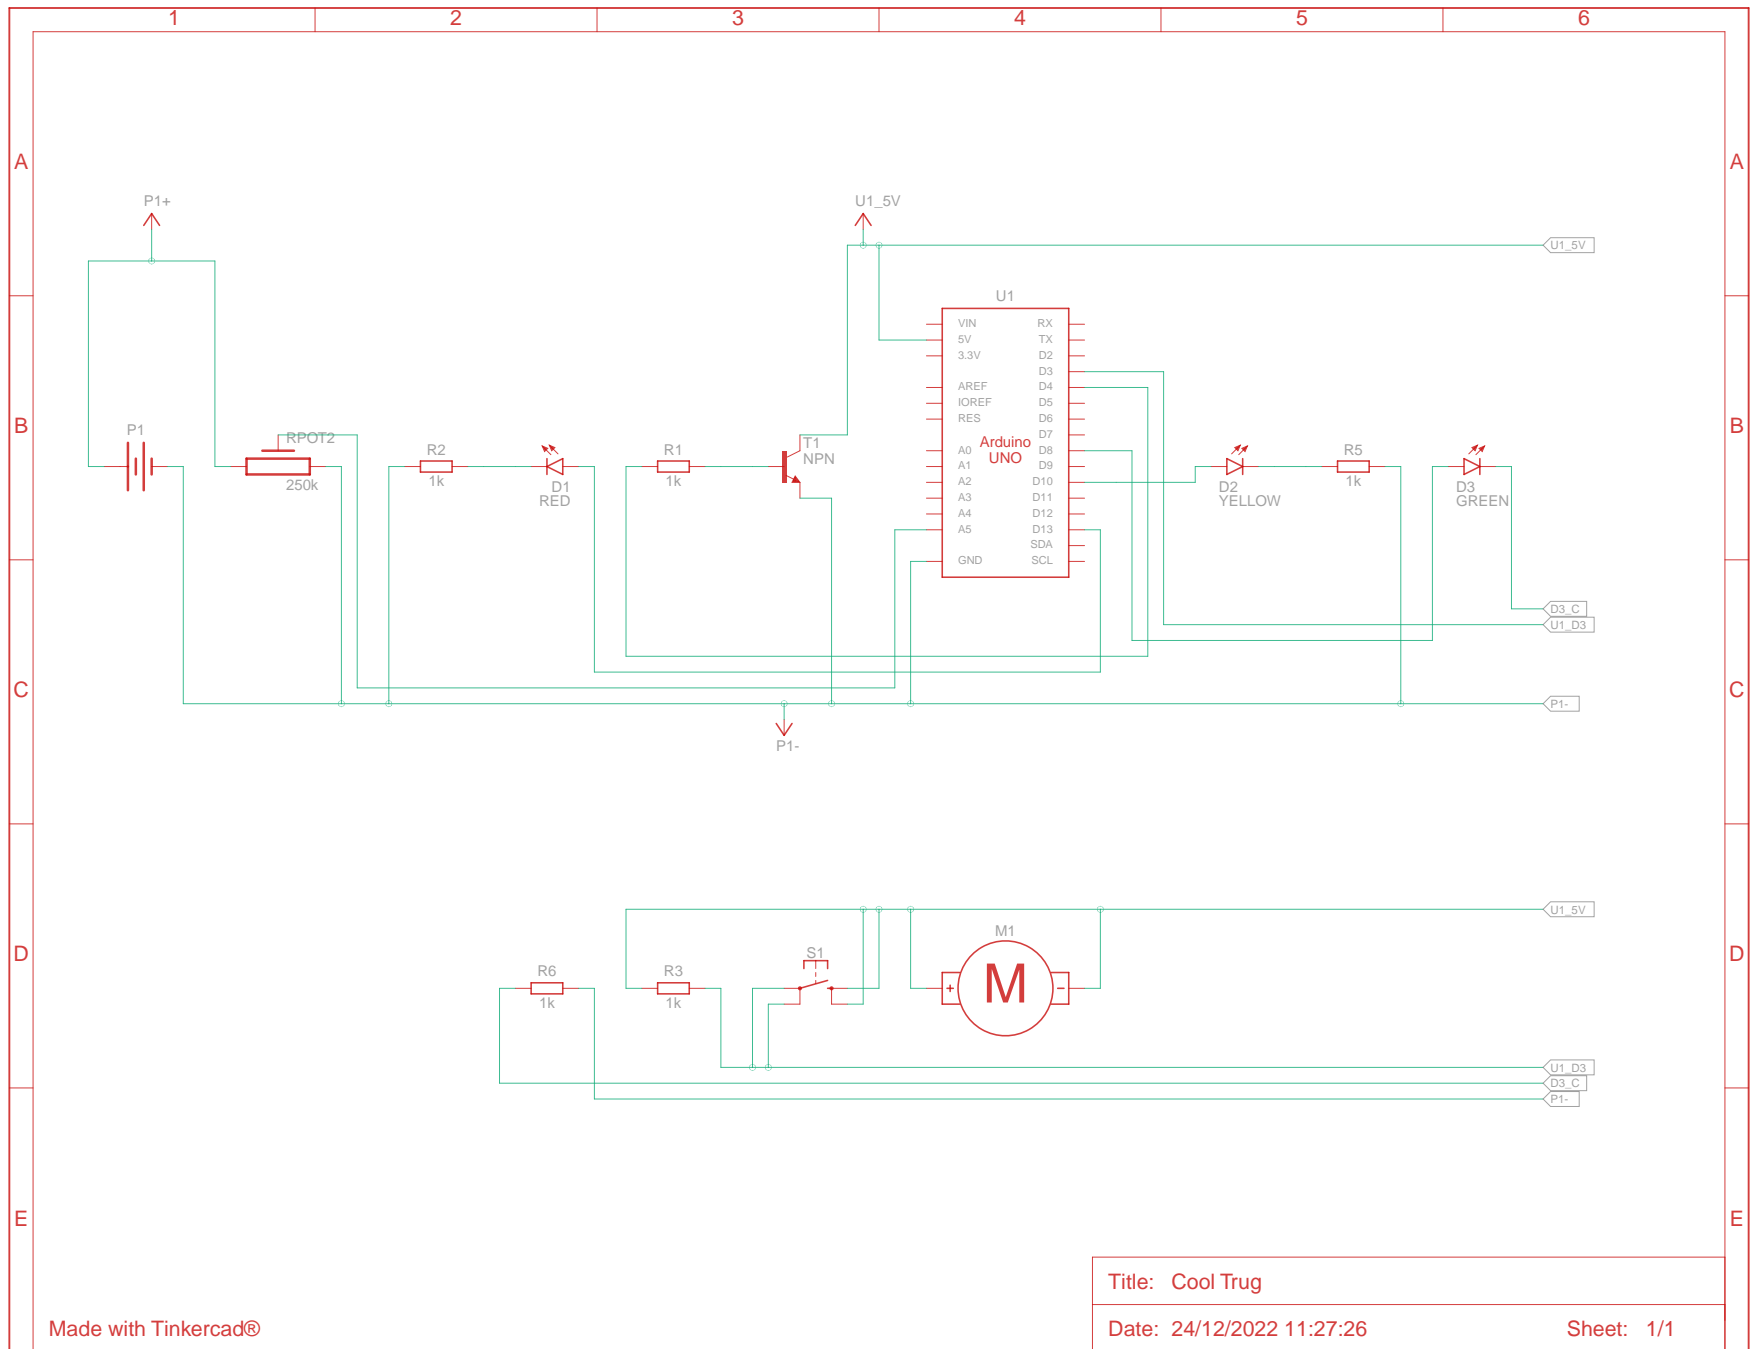 1 2 3 4 5 6
A A
P1+ U1_5V
U1_5V
U1
VIN RX
5V TX
3.3V D2
D3
AREF D4
IOREF D5
RES D6
D7
A0 D8
A1 D9
A2 D10
A3 D11
A4 D12
A5 D13
SDA
GND SCL
Arduino
UNO
B B
P1
RPOT2
250k
R2
1k
D1
RED
R1
1k
T1
NPN
D2
YELLOW
R5
1k
D3
GREEN
D3_C
U1_D3
C C
P1-
P1-
U1_5V
D D
R6
1k
R3
1k
S1
M1
+ M -
U1_D3
D3_C
P1-
E E
Title: Cool Trug
Made with Tinkercad®
Date: 24/12/2022 11:27:26 Sheet: 1/1